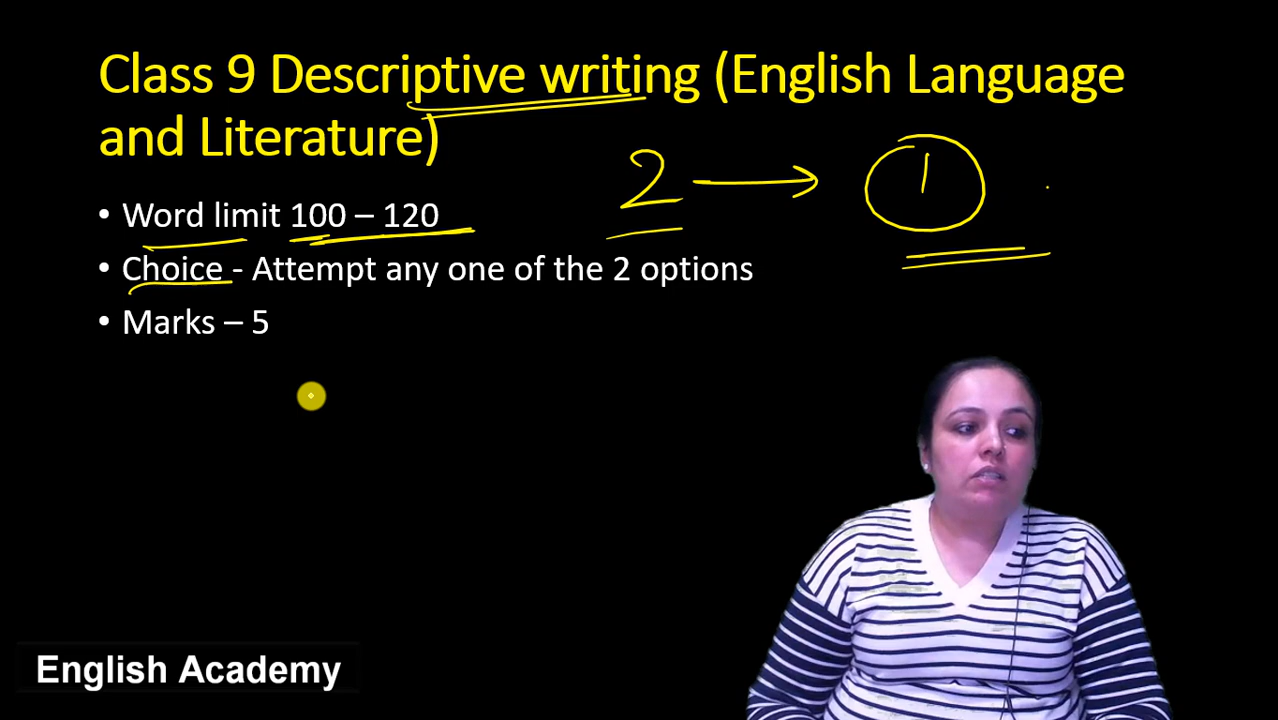 Class 9 Descriptive writing (English Language
and Literature)
2 → 1
• Word limit 100 – 120
• Choice - Attempt any one of the 2 options
• Marks – 5
English Academy